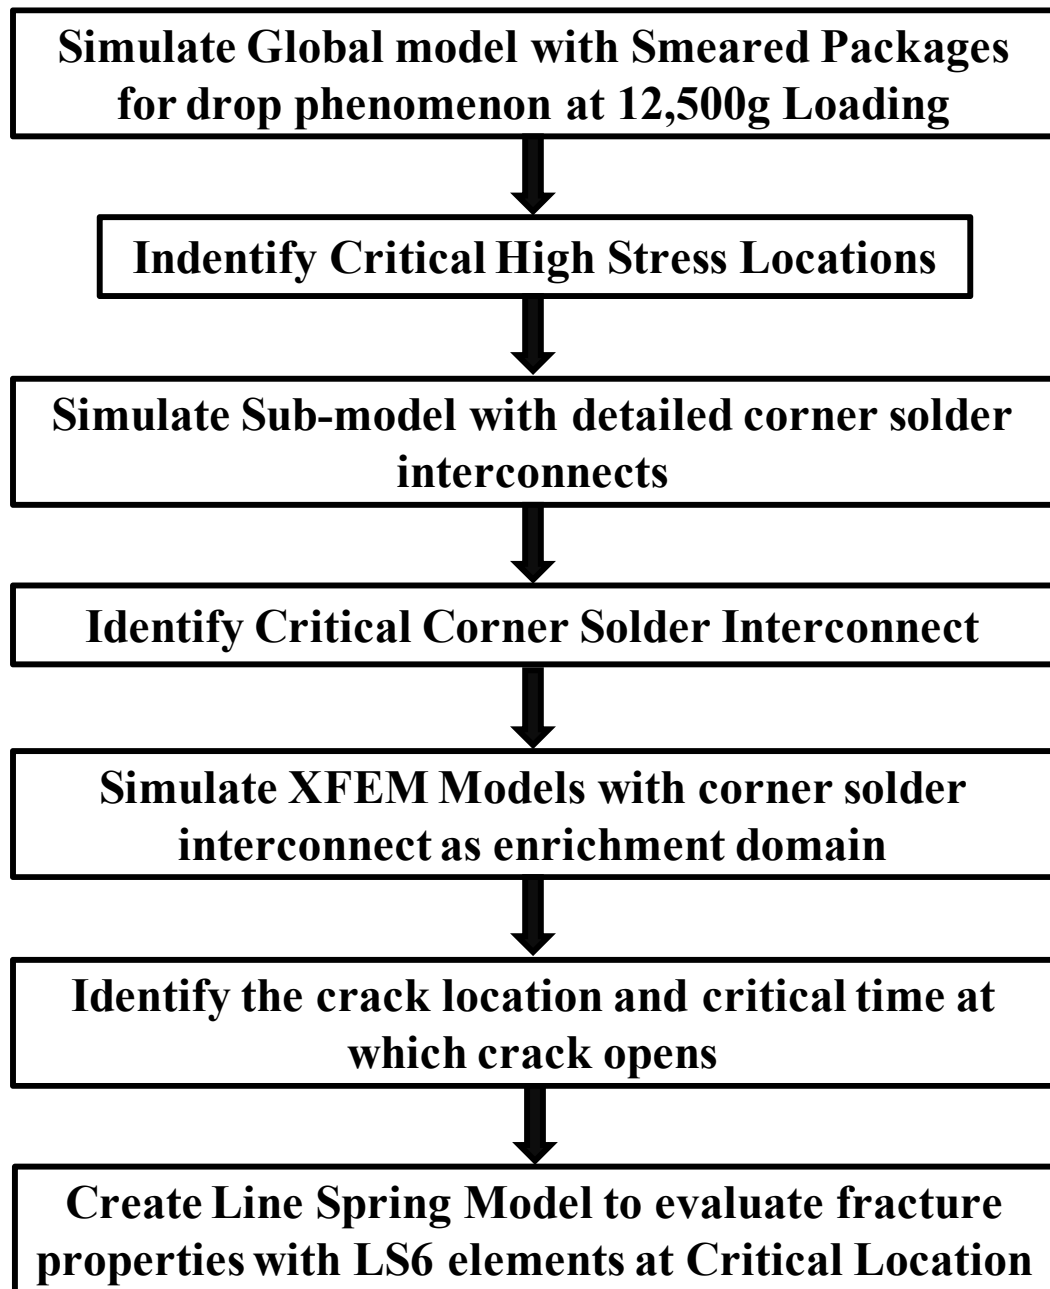 Simulate Global model with Smeared Packages
for drop phenomenon at 12,500g Loading
Indentify Critical High Stress Locations
Simulate Sub-model with detailed corner solder
interconnects
Identify Critical Corner Solder Interconnect
Simulate XFEM Models with corner solder
interconnect as enrichment domain
Identify the crack location and critical time at
which crack opens
Create Line Spring Model to evaluate fracture
properties with LS6 elements at Critical Location